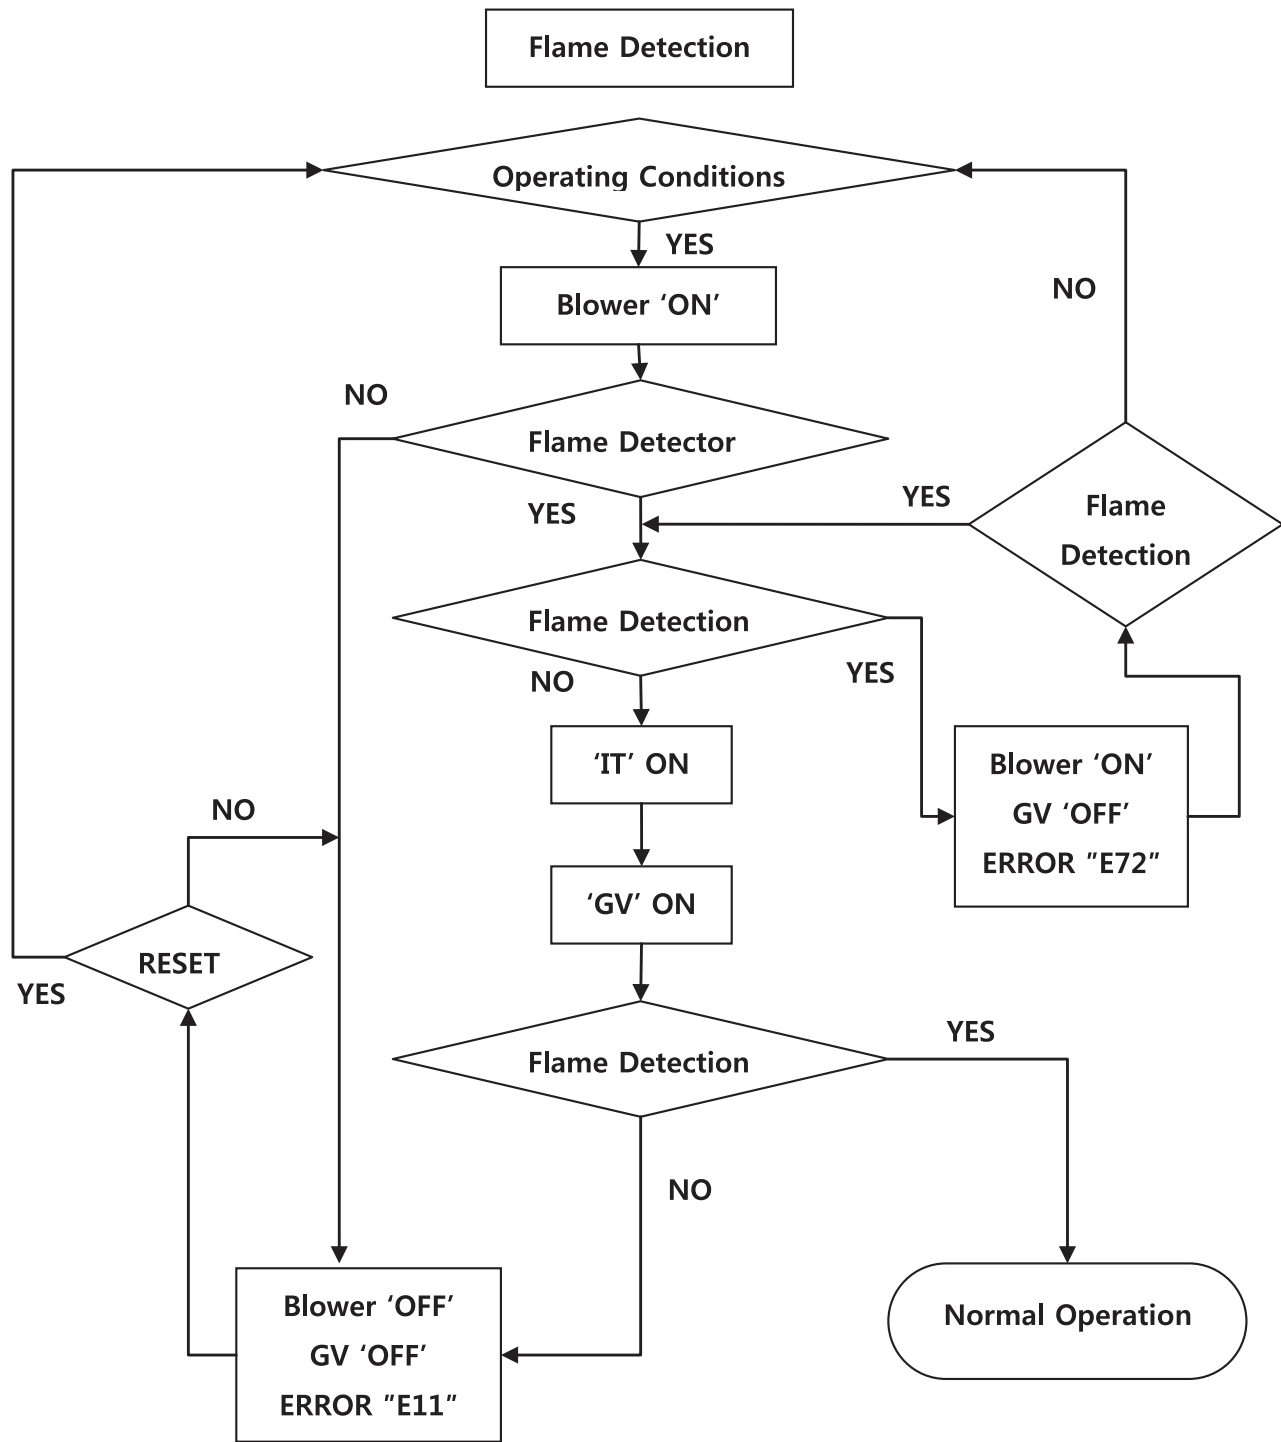 Flame Detection
Operating Conditions
YES
NO
Blower ‘ON’
NO
Flame Detector
YES
YES
Flame
Detection
Flame Detection
NO
YES
‘IT’ ON
Blower ‘ON’
GV ‘OFF’
ERROR ”E72”
NO
‘GV’ ON
RESET
YES
YES
Flame Detection
NO
Blower ‘OFF’
GV ‘OFF’
ERROR ”E11”
Normal Operation